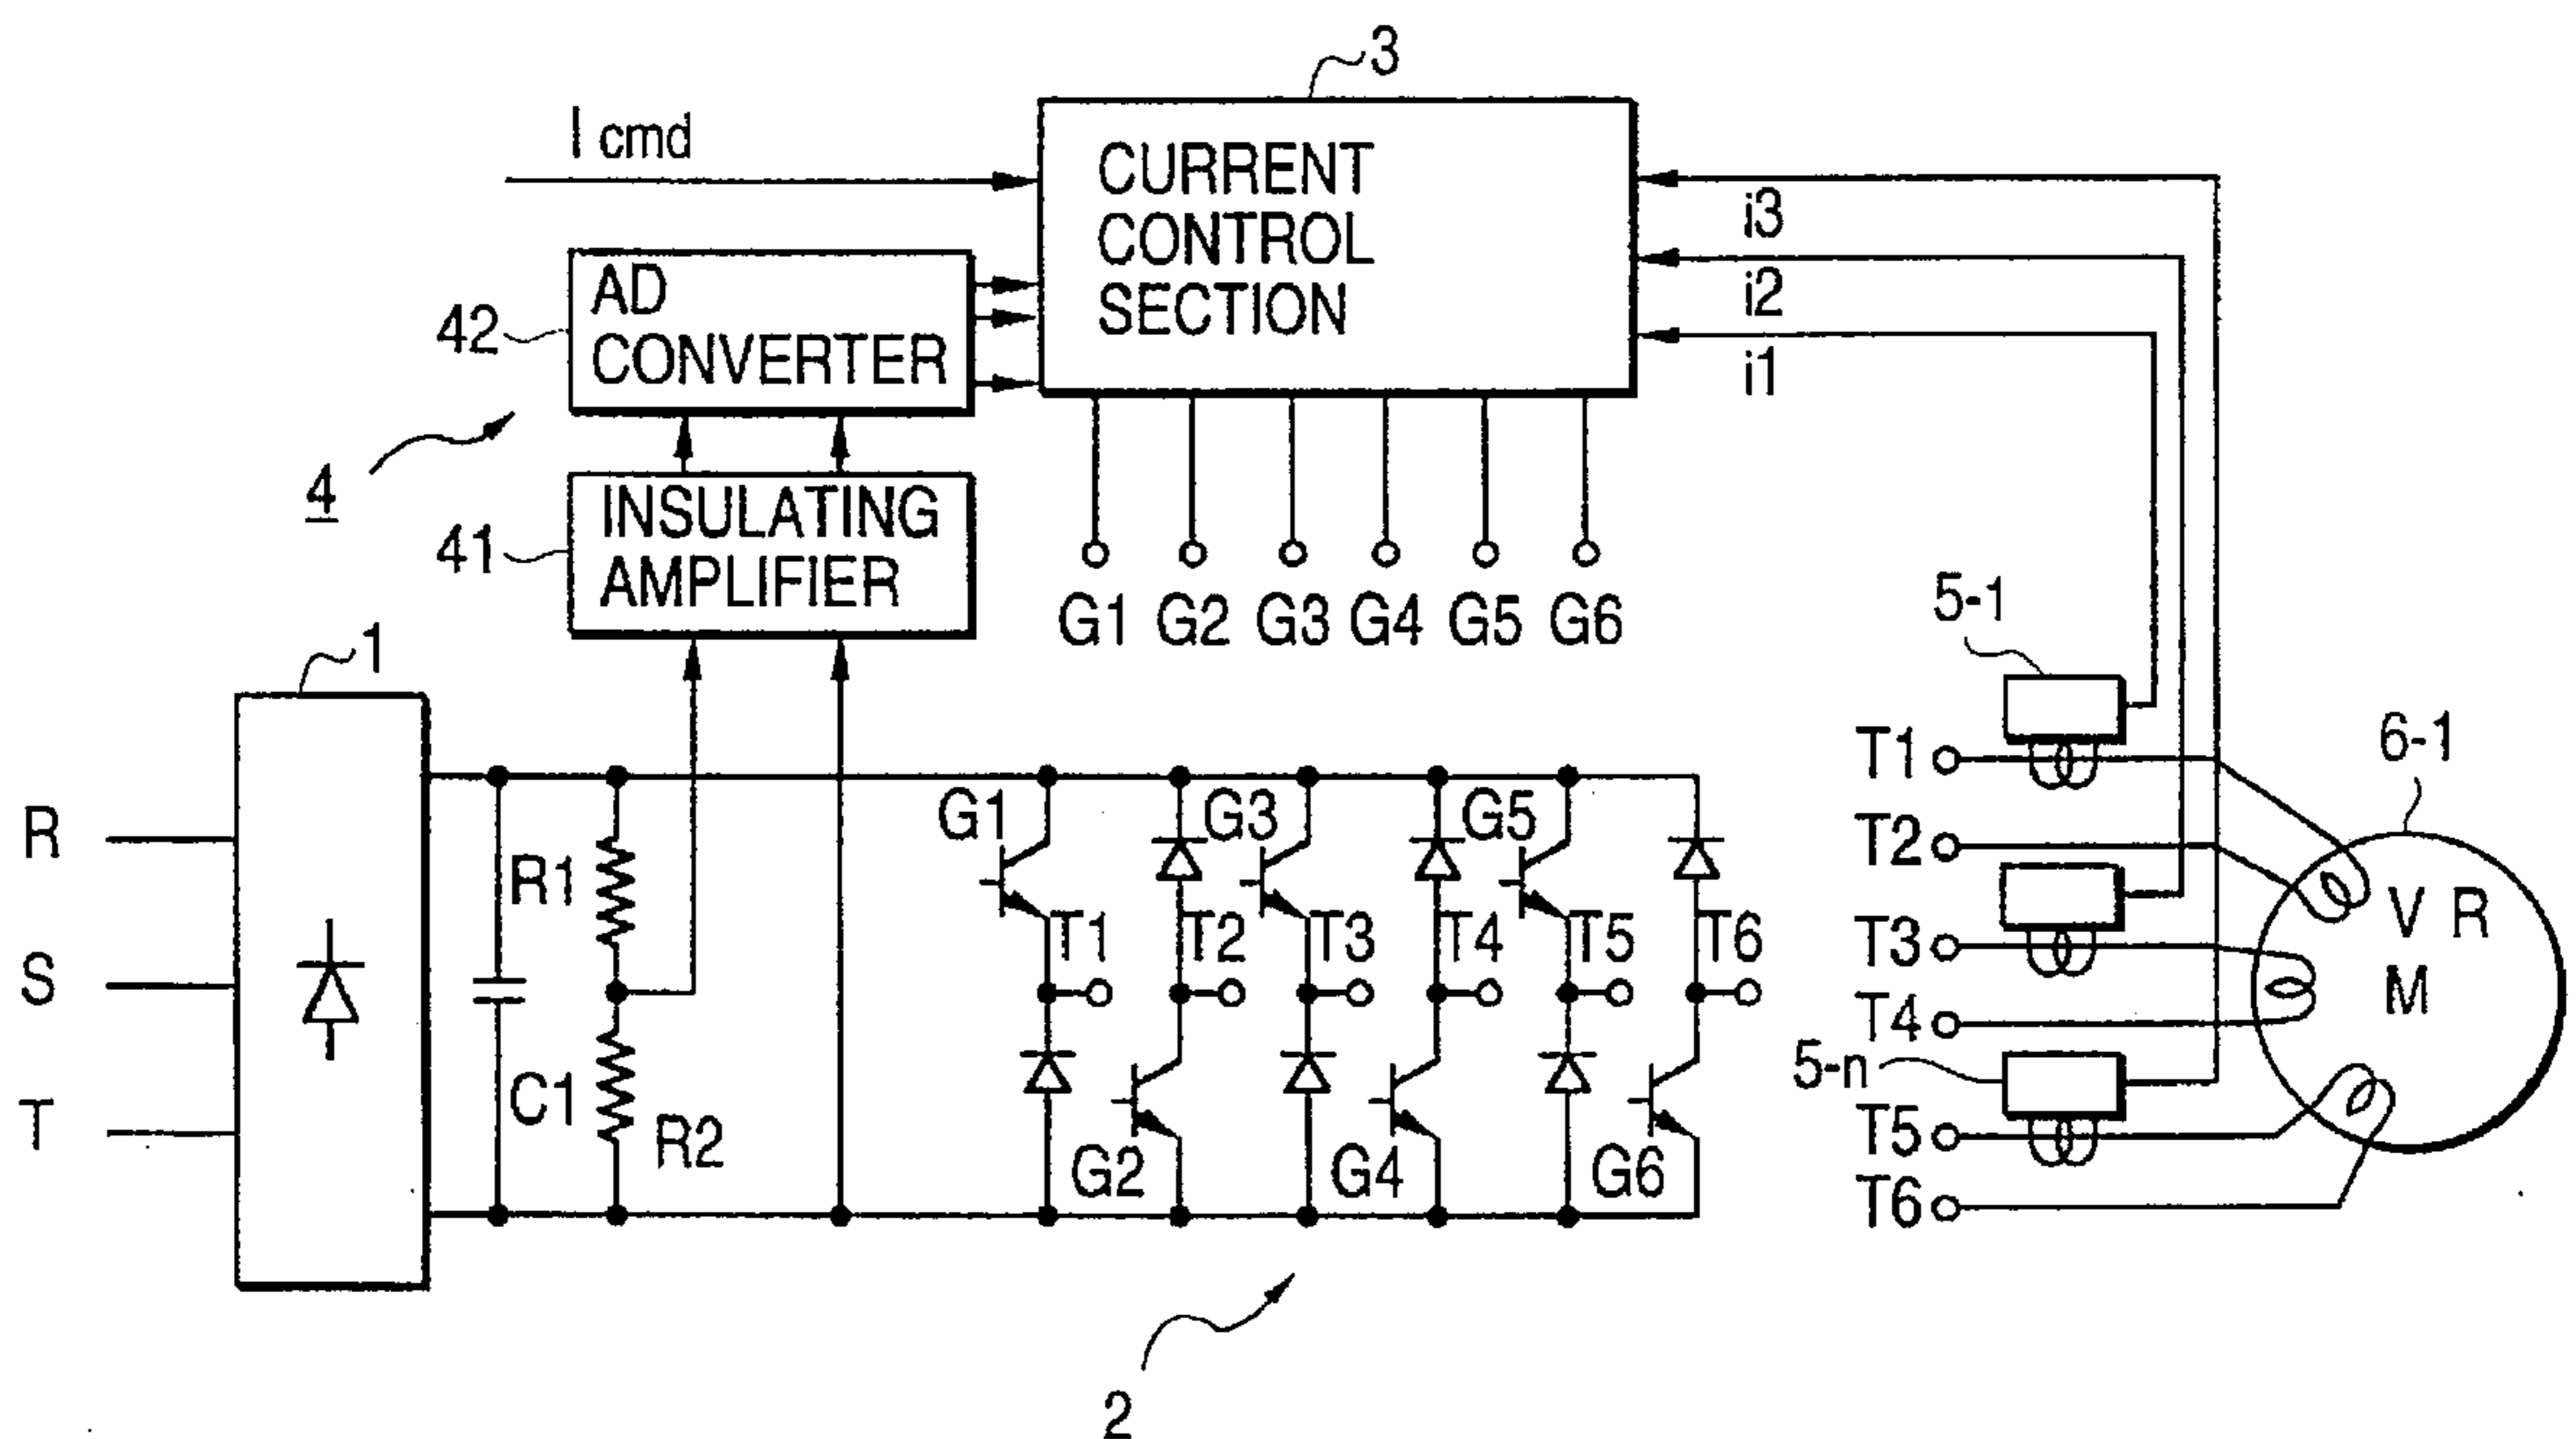 3
I cmd
CURRENT
CONTROL
SECTION
i3
i2
i1
AD
CONVERTER
42
4
INSULATING
AMPLIFIER
41
G1 G2 G3 G4 G5 G6
5-1
1
6-1
T1
T2
T3
T4
5-n
T5
T6
V R
M
R
S
T
R1
C1
R2
G1 G3 G5
T1 T2 T3 T4 T5 T6
G2 G4 G6
2